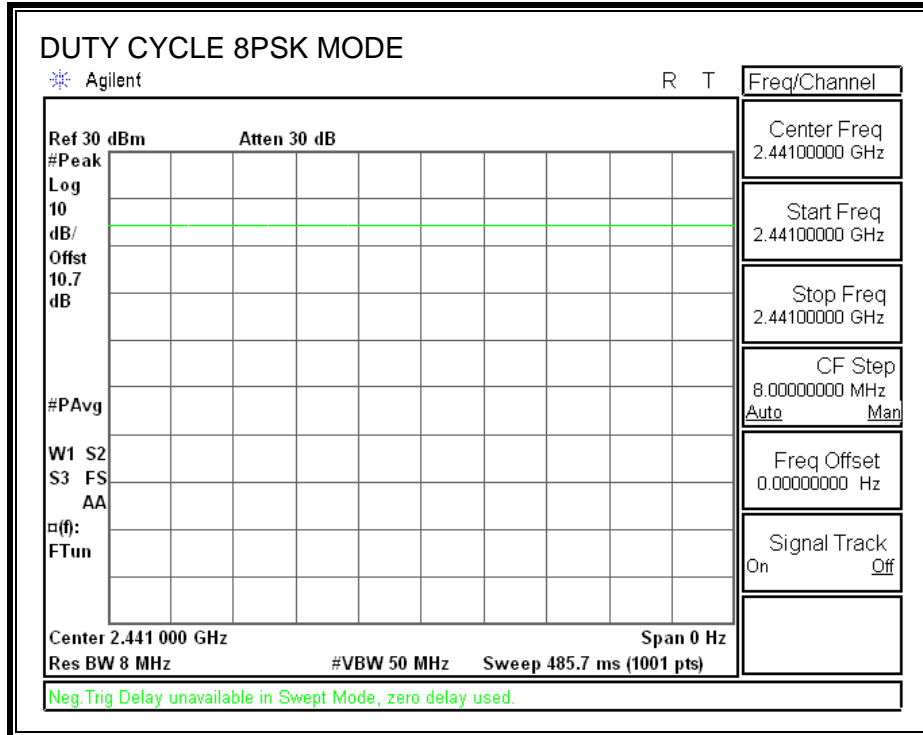 DUTY CYCLE 8PSK MODE
Agilent R T
Freq/Channel
Ref 30 dBm Atten 30 dB
#Peak
Log
10
dB/
Offst
10.7
dB
#PAvg
W1 S2
S3 FS
AA
¤(f):
FTun
Center 2.441 000 GHz Span 0 Hz
Res BW 8 MHz #VBW 50 MHz Sweep 485.7 ms (1001 pts)
Neg.Trig Delay unavailable in Swept Mode, zero delay used.
Center Freq
2.44100000 GHz
Start Freq
2.44100000 GHz
Stop Freq
2.44100000 GHz
CF Step
8.00000000 MHz
Auto Man
Freq Offset
0.00000000 Hz
Signal Track
On Off